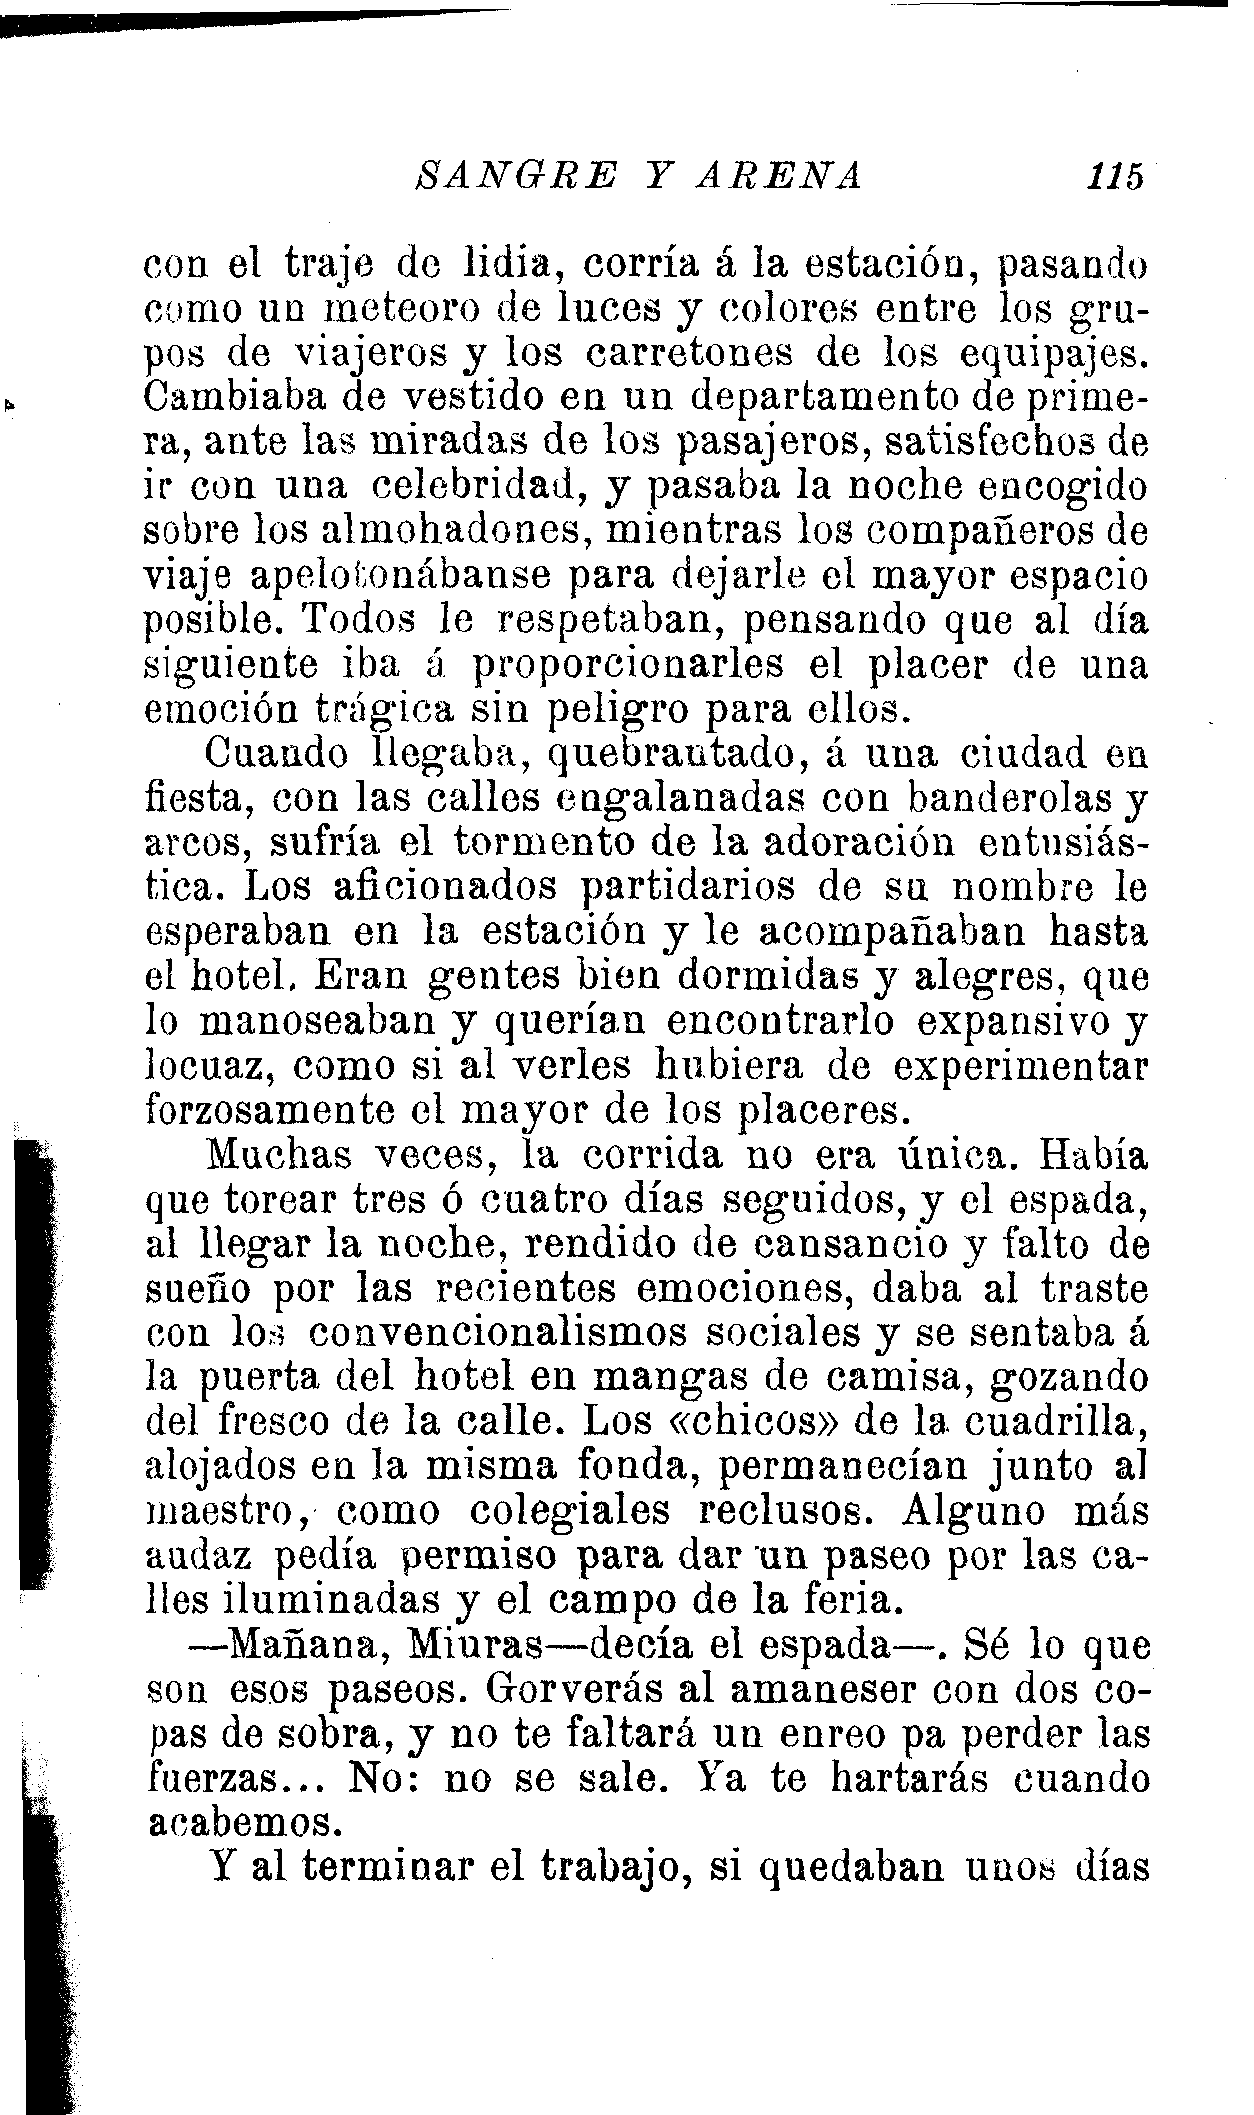 SANGRE Y ARENA 115
con el traje de lidia, corría á la estación, pasando
como un meteoro de luces y colores entre los gru-
pos de viajeros y los carretones de los equipajes.
Cambiaba de vestido en un departamento de prime-
ra, ante las miradas de los pasajeros, satisfechos de
ir con una celebridad, y pasaba la noche encogido
sobre los almohadones, mientras los compañeros de
viaje apelotonábanse para dejarle el mayor espacio
posible. Todos le respetaban, pensando que al día
siguiente iba á proporcionarles el placer de una
emoción trágica sin peligro para ellos.
Cuando llegaba, quebrantado, á una ciudad en
fiesta, con las calles engalanadas con banderolas y
arcos, sufría el tormento de la adoración entusiás-
tica. Los aficionados partidarios de su nombre le
esperaban en la estación y le acompañaban hasta
el hotel. Eran gentes bien dormidas y alegres, que
lo manoseaban y querían encontrarlo expansivo y
locuaz, como si al verles hubiera de experimentar
forzosamente el mayor de los placeres.
Muchas veces, la corrida no era única. Había
que torear tres ó cuatro días seguidos, y el espada,
al llegar la noche, rendido de cansancio y falto de
sueño por las recientes emociones, daba al traste
con los convencionalismos sociales y se sentaba á
la puerta del hotel en mangas de camisa, gozando
del fresco de la calle. Los «chicos» de la cuadrilla,
alojados en la misma fonda, permanecían junto al
maestro, como colegiales reclusos. Alguno más
audaz pedía permiso para dar un paseo por las ca-
lles iluminadas y el campo de la feria.
—Mañana, Miuras—decía el espada—. Sé lo que
son esos paseos. Gorverás al amaneser con dos co-
pas de sobra, y no te faltará un enreo pa perder las
fuerzas... No: no se sale. Ya te hartarás cuando
acabemos.
Y al terminar el trabajo, si quedaban unos días